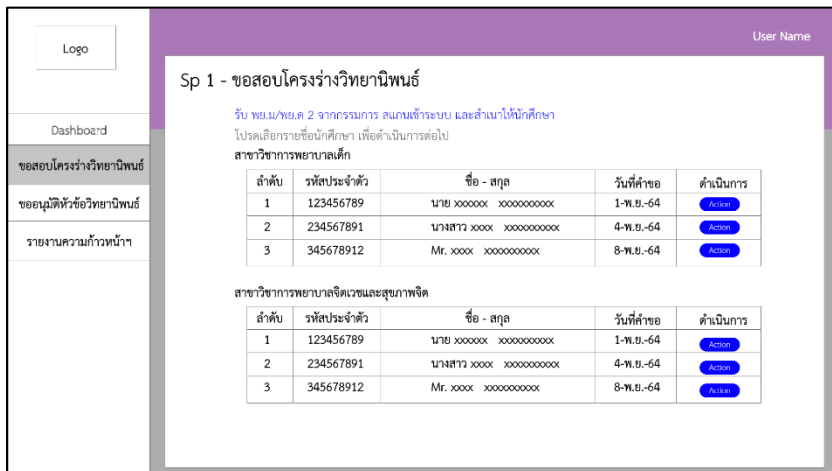 Logo
User Name
Sp 1 - ขอสอบโครงร่างวิทยานิพนธ์
รับ พย.ม/พย.ด 2 จากกรรมการ สแกนเข้าระบบ และสำเนาให้นักศึกษา
Dashboard
โปรดเลือกรายชื่อนักศึกษา เพื่อดำเนินการต่อไป
ขอสอบโครงร่างวิทยานิพนธ์
ขออนุมัติหัวข้อวิทยานิพนธ์
รายงานความก้าวหน้าฯ
สาขาวิชาการพยาบาลเด็ก
ลำดับ รหัสประจำตัว ชื่อ - สกุล วันที่คำขอ ดำเนินการ
1 123456789 นาย xxxxxx xxxxxxxxxx 1-พ.ย.-64 Action
2 234567891 นางสาว xxxx xxxxxxxxxx 4-พ.ย.-64 Action
3 345678912 Mr. xxxx xxxxxxxxxx 8-พ.ย.-64 Action
สาขาวิชาการพยาบาลจิตเวชและสุขภาพจิต
ลำดับ รหัสประจำตัว ชื่อ - สกุล วันที่คำขอ ดำเนินการ
1 123456789 นาย xxxxxx xxxxxxxxxx 1-พ.ย.-64 Action
2 234567891 นางสาว xxxx xxxxxxxxxx 4-พ.ย.-64 Action
3 345678912 Mr. xxxx xxxxxxxxxx 8-พ.ย.-64 Action